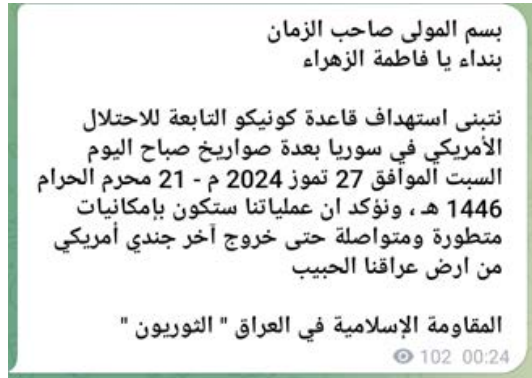 بسم المولى صاحب الزمان
بنداء يا فاطمة الزهراء
نتبنى استهداف قاعدة كونيكو التابعة للاحتلال
الأمريكي في سوريا بعدة صواريخ صباح اليوم
السبت الموافق 27 تموز 2024 م - 21 محرم الحرام
1446 هـ ، ونؤكد ان عملياتنا ستكون بإمكانيات
متطورة ومتواصلة حتى خروج آخر جندي أمريكي
من ارض عراقنا الحبيب
المقاومة الإسلامية في العراق " الثوريون "
102 00:24